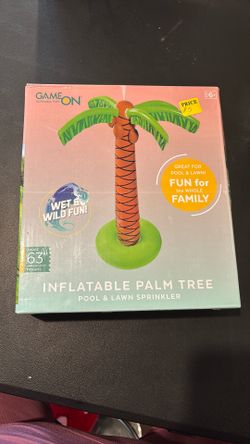 GAME
ON
6+
PRICE
GREAT FOR
POOL & LAWN!
FUN for
the WHOLE
FAMILY
WET &
WILD FUN!
63"
INFLATABLE PALM TREE
POOL & LAWN SPRINKLER